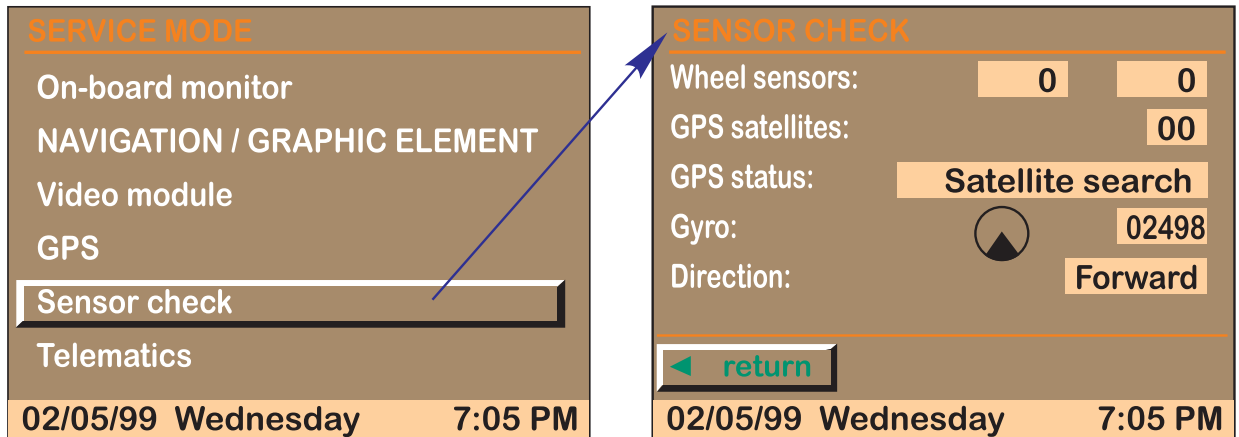 SERVICE MODE
On-board monitor
NAVIGATION / GRAPHIC ELEMENT
Video module
GPS
Sensor check
Telematics
02/05/99 Wednesday 7:05 PM
SENSOR CHECK
Wheel sensors: 0 0
GPS satellites: 00
GPS status: Satellite search
Gyro: 02498
Direction: Forward
◄ return
02/05/99 Wednesday 7:05 PM